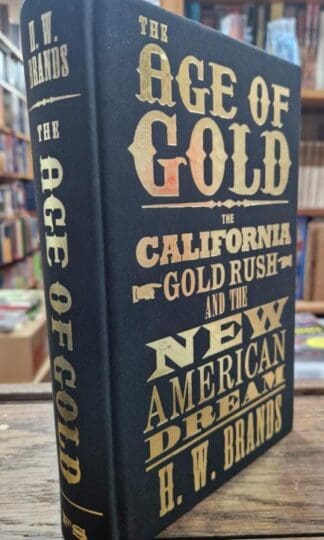 H. W.
BRANDS
THE
AGE OF GOLD
THE
AGE OF
GOLD
THE
CALIFORNIA
GOLD RUSH
AND THE
NEW
AMERICAN
DREAM
H. W. BRANDS